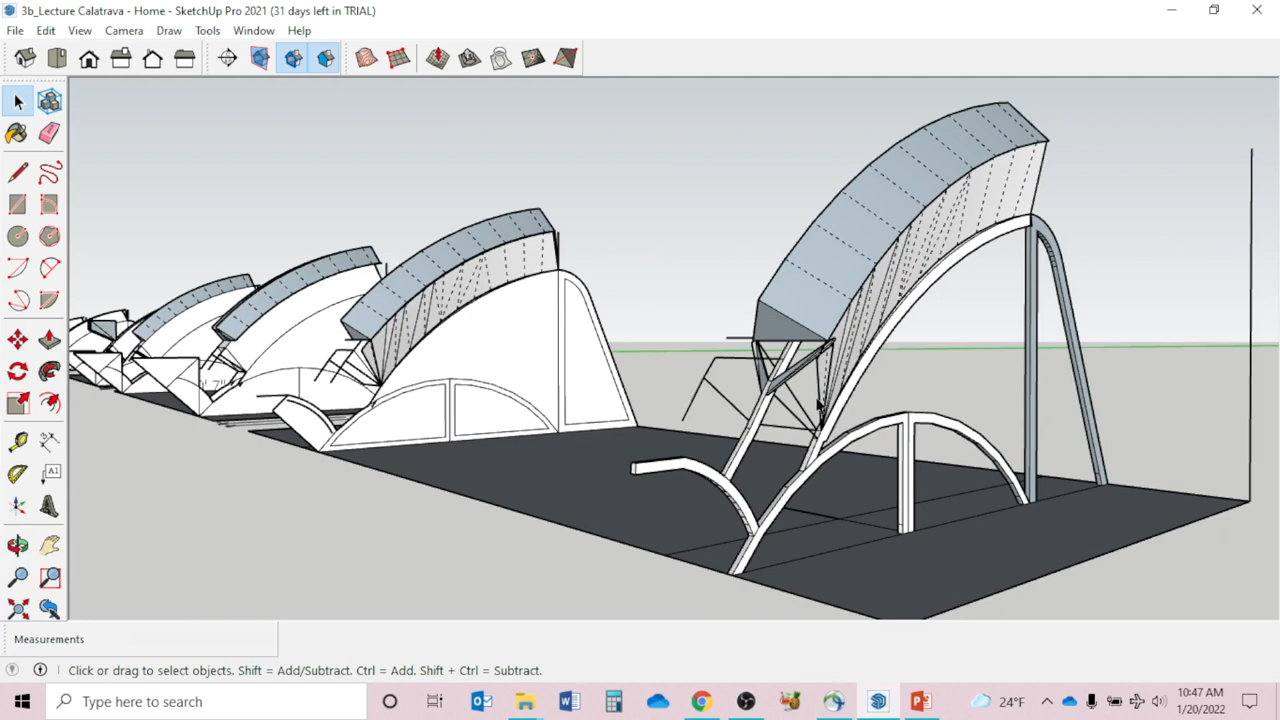 3b_Lecture Calatrava - Home - SketchUp Pro 2021 (31 days left in TRIAL)
File Edit View Camera Draw Tools Window Help
A1
Measurements
Click or drag to select objects. Shift = Add/Subtract. Ctrl = Add. Shift + Ctrl = Subtract.
Type here to search
24°F
10:47 AM
1/20/2022